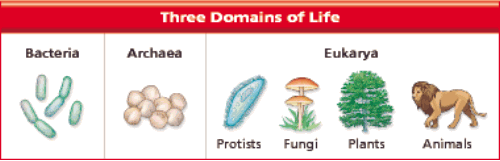 Three Domains of Life
Bacteria
Archaea
Eukarya
Protists
Fungi
Plants
Animals